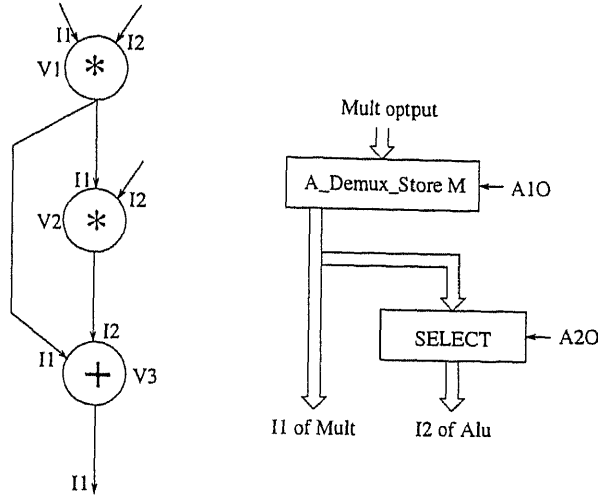 I1
I2
V1
*
I1
I2
V2
*
I2
I1
+
V3
I1
Mult optput
A_Demux_Store M
A1O
SELECT
A2O
I1 of Mult
I2 of Alu